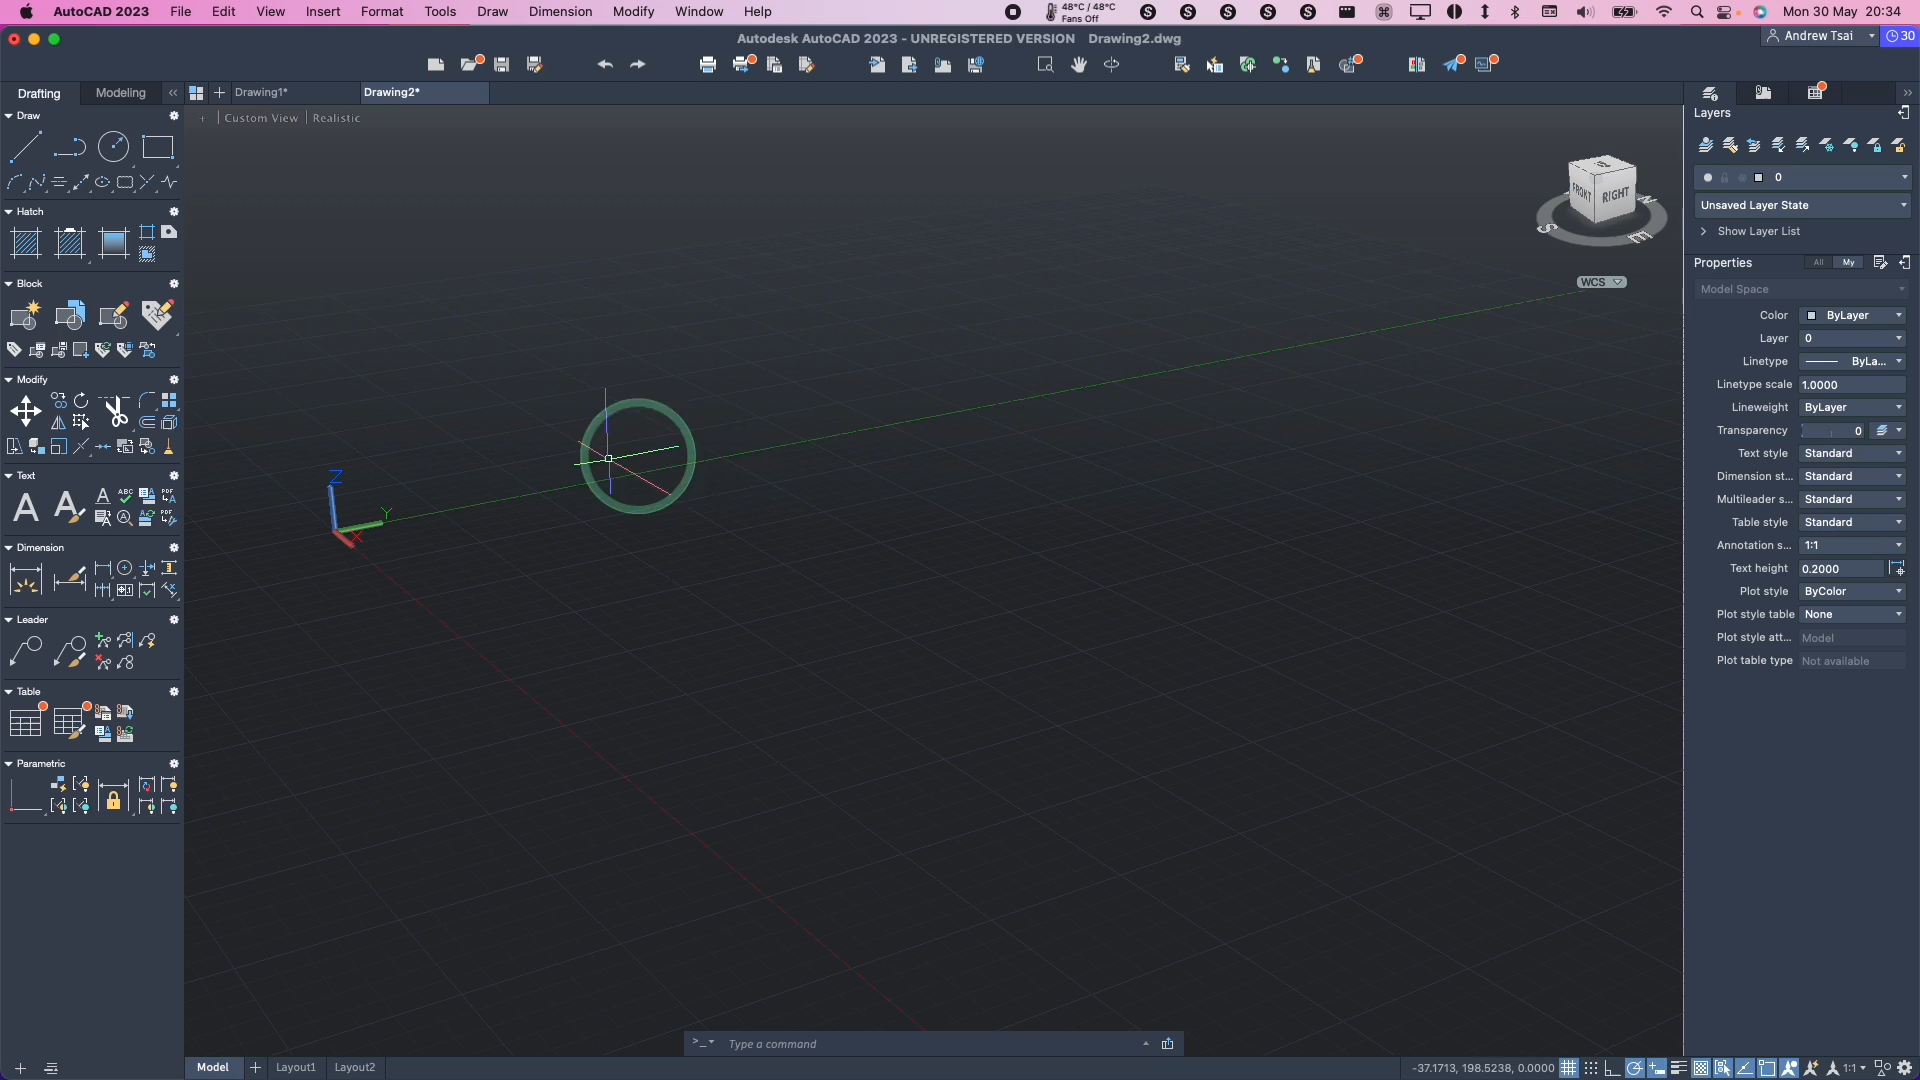 AutoCAD 2023 File Edit View Insert Format Tools Draw Dimension Modify Window Help
48°C / 48°C
Fans Off
Mon 30 May 20:34
Autodesk AutoCAD 2023 - UNREGISTERED VERSION Drawing2.dwg
Andrew Tsai
30
Drafting Modeling
Drawing1*
Drawing2*
Draw
+ Custom View Realistic
Hatch
Block
Modify
Text
Dimension
Leader
Table
Parametric
Z
Y
X
FRONT
RIGHT
S
E
N
WCS
Layers
0
Unsaved Layer State
Show Layer List
Properties
All My
Model Space
Color ByLayer
Layer 0
Linetype ByLa...
Linetype scale 1.0000
Lineweight ByLayer
Transparency 0
Text style Standard
Dimension st... Standard
Multileader s... Standard
Table style Standard
Annotation s... 1:1
Text height 0.2000
Plot style ByColor
Plot style table None
Plot style att... Model
Plot table type Not available
>_ Type a command
Model + Layout1 Layout2
-37.1713, 198.5238, 0.0000
1:1